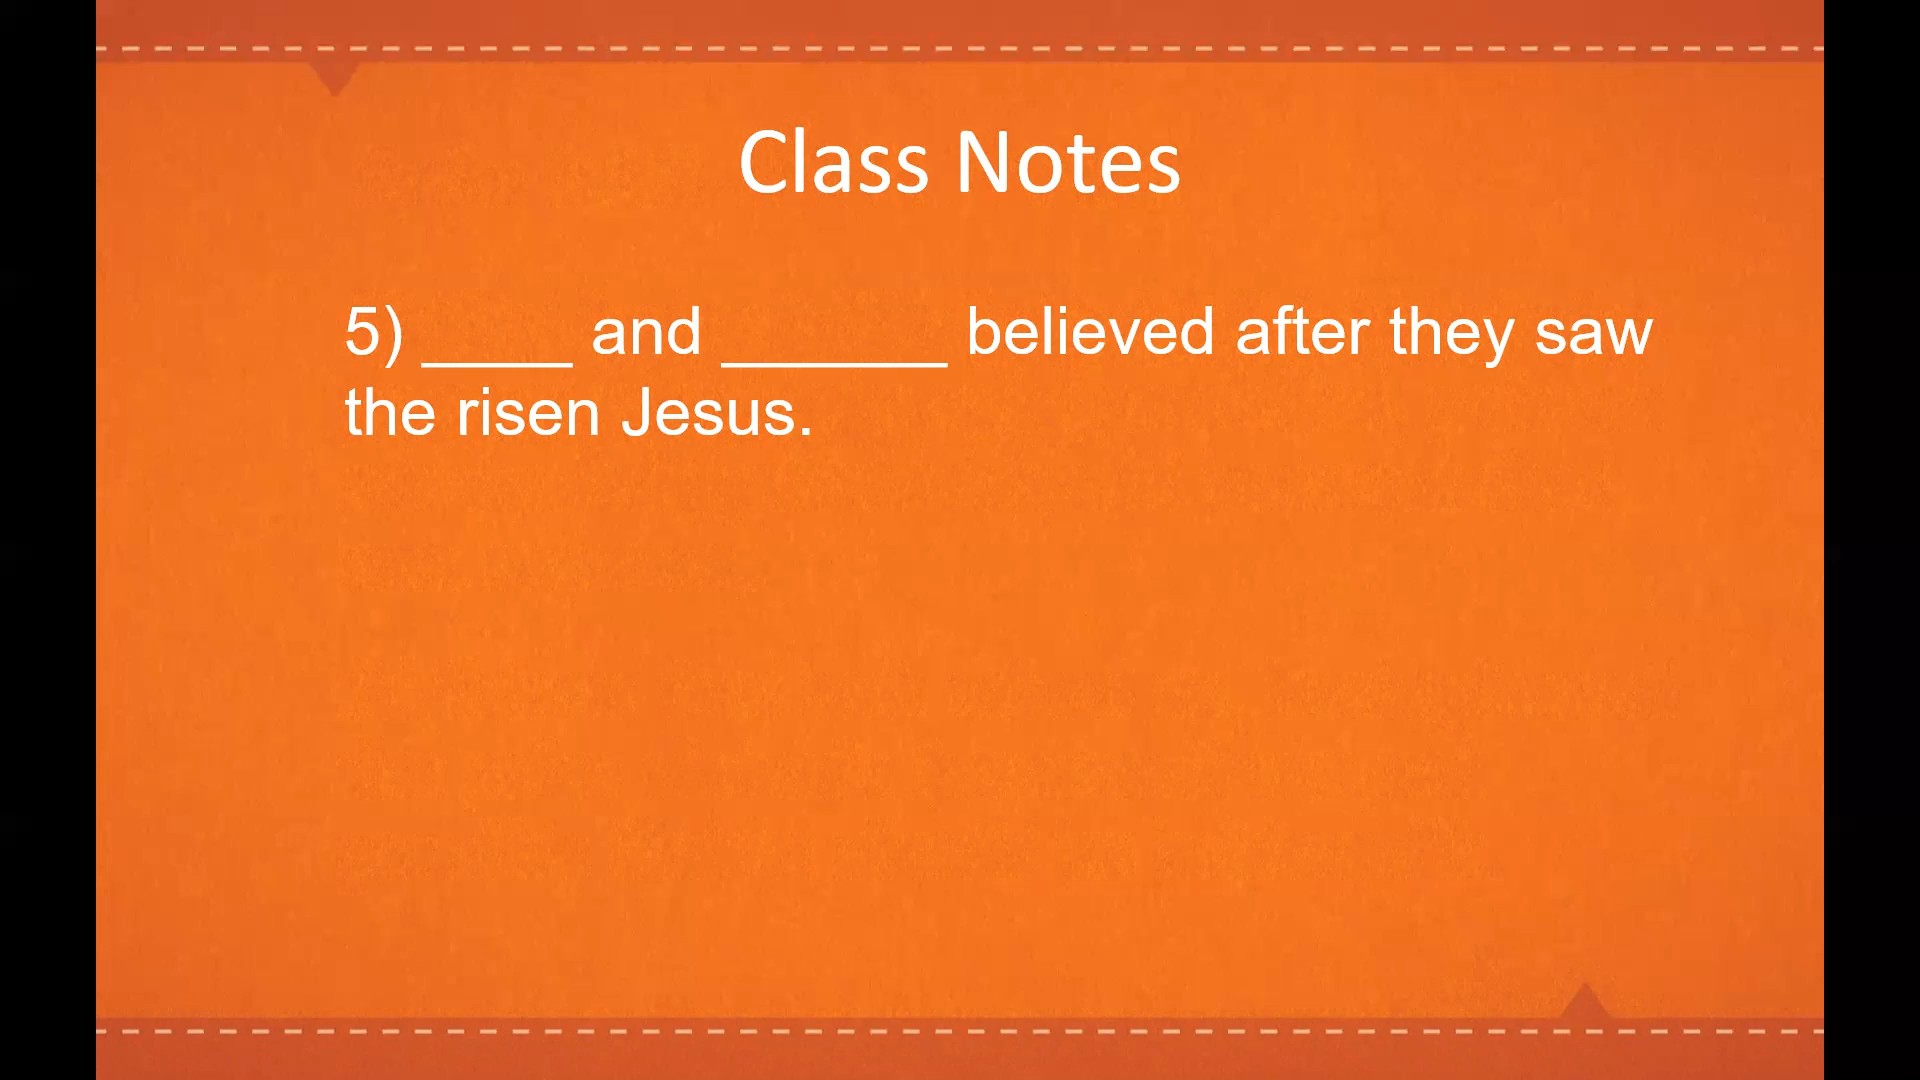 Class Notes
5) ____ and ______ believed after they saw
the risen Jesus.